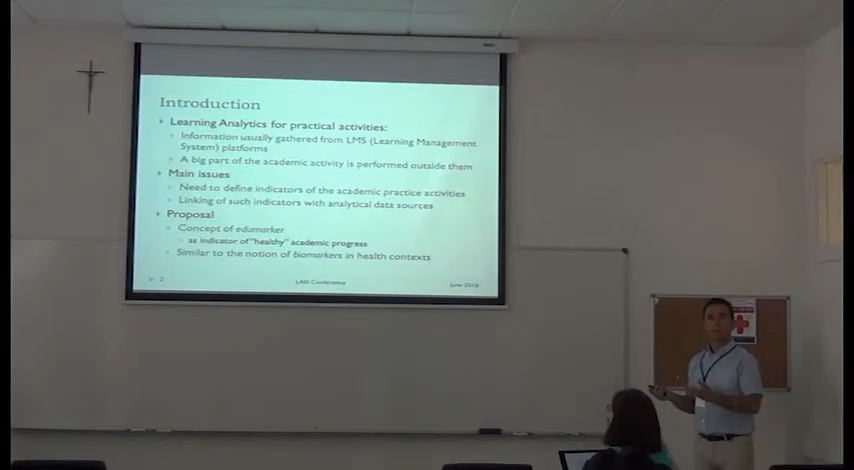 Introduction
Learning Analytics for practical activities:
Information usually gathered from LMS (Learning Management
System) platforms
A big part of the academic activity is performed outside them
Main issues
Need to define indicators of the academic practice activities
Linking of such indicators with analytical data sources
Proposal
Concept of edumarker
as indicator of "healthy" academic progress
Similar to the notion of biomarkers in health contexts
2
LASI Conference
June 2016